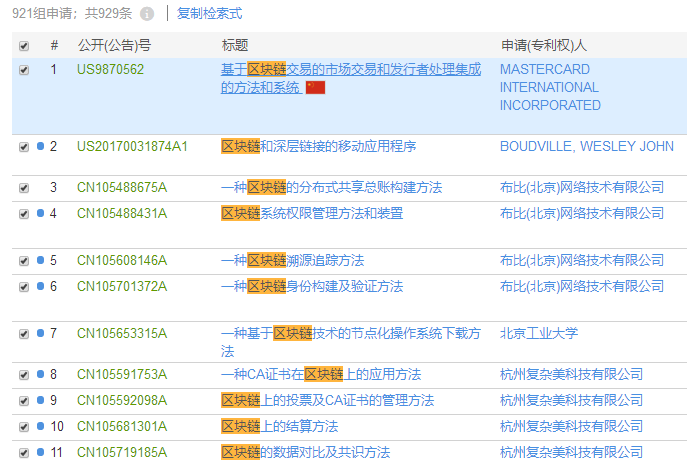 921组申请；共929条 复制检索式
# 公开(公告)号 标题 申请(专利权)人
1 US9870562 基于区块链交易的市场交易和发行者处理集成 MASTERCARD
的方法和系统 INTERNATIONAL
INCORPORATED
2 US20170031874A1 区块链和深层链接的移动应用程序 BOUDVILLE, WESLEY JOHN
3 CN105488675A 一种区块链的分布式共享总账构建方法 布比(北京)网络技术有限公司
4 CN105488431A 区块链系统权限管理方法和装置 布比(北京)网络技术有限公司
5 CN105608146A 一种区块链溯源追踪方法 布比(北京)网络技术有限公司
6 CN105701372A 一种区块链身份构建及验证方法 布比(北京)网络技术有限公司
7 CN105653315A 一种基于区块链技术的节点化操作系统下载方 北京工业大学
法
8 CN105591753A 一种CA证书在区块链上的应用方法 杭州复杂美科技有限公司
9 CN105592098A 区块链上的投票及CA证书的管理方法 杭州复杂美科技有限公司
10 CN105681301A 区块链上的结算方法 杭州复杂美科技有限公司
11 CN105719185A 区块链的数据对比及共识方法 杭州复杂美科技有限公司